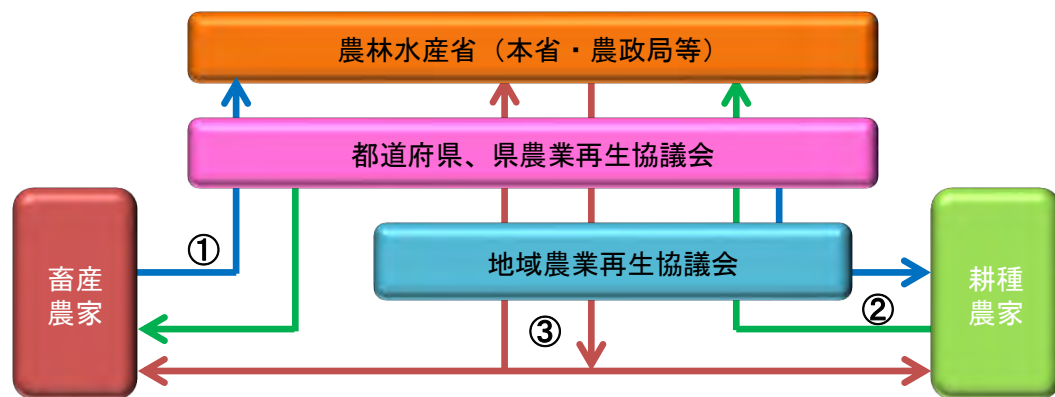 農林水産省（本省・農政局等）
都道府県、県農業再生協議会
地域農業再生協議会
畜産
農家
①
耕種
農家
②
③